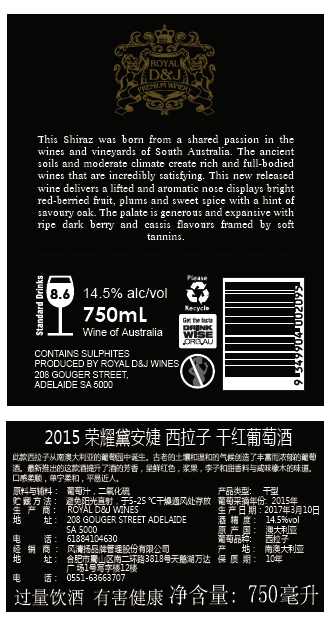 ROYAL
D&J
PREMIUM WINERY
This Shiraz was born from a shared passion in the
wines and vineyards of South Australia. The ancient
soils and moderate climate create rich and full-bodied
wines that are incredibly satisfying. This new released
wine delivers a lifted and aromatic nose displays bright
red-berried fruit, plums and sweet spice with a hint of
savoury oak. The palate is generous and expansive with
ripe dark berry and cassis flavours framed by soft
tannins.
Standard Drinks
8.6
14.5% alc/vol
750mL
Wine of Australia
Please
Recycle
Get the facts
DRINK
WISE
.ORG.AU
CONTAINS SULPHITES
PRODUCED BY ROYAL D&J WINES
208 GOUGER STREET,
ADELAIDE SA 5000
9 349904 002099
2015 荣耀黛安婕 西拉子 干红葡萄酒
此款西拉子从南澳大利亚的葡萄园中诞生。古老的土壤和温和的气候创造了丰富而浓郁的葡萄
酒。最新推出的这款酒提升了酒的芳香，呈鲜红色，浆果，李子和甜香料与咸味橡木的味道。
口感柔顺，单宁柔和，平易近人。
原料与辅料： 葡萄汁，二氧化硫 产品类型： 干型
贮藏方法： 避免阳光直射，于5-25 ℃干燥通风处存放 葡萄采摘年份: 2015年
生产商： ROYAL D&J WINES 生产日期：2017年3月10日
地址： 208 GOUGER STREET ADELAIDE 酒精度： 14.5%vol
SA 5000 原产国： 澳大利亚
电话： 61884104630 葡萄品种： 西拉子
经销商： 风清扬品牌管理股份有限公司 产地： 南澳大利亚
地址： 合肥市蜀山区南二环路3818号天鹅湖万达 保质期： 10年
广场1号写字楼12楼
电话： 0551-63663707
过量饮酒 有害健康 净含量: 750毫升